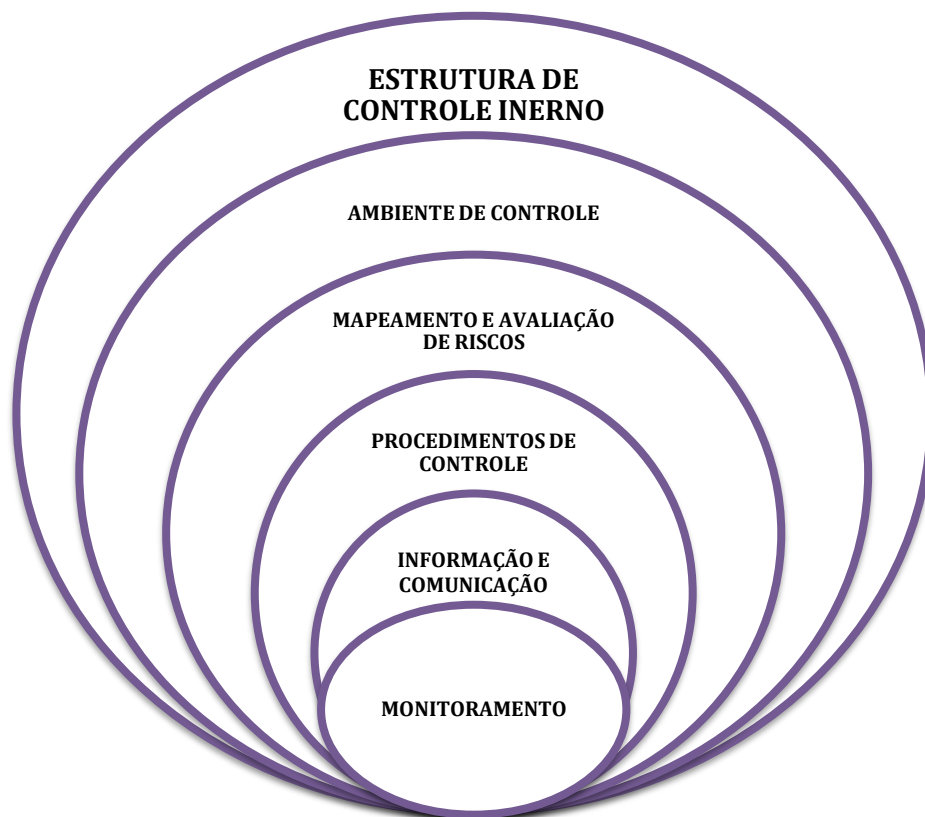 ESTRUTURA DE
CONTROLE INERNO
AMBIENTE DE CONTROLE
MAPEAMENTO E AVALIAÇÃO
DE RISCOS
PROCEDIMENTOS DE
CONTROLE
INFORMAÇÃO E
COMUNICAÇÃO
MONITORAMENTO